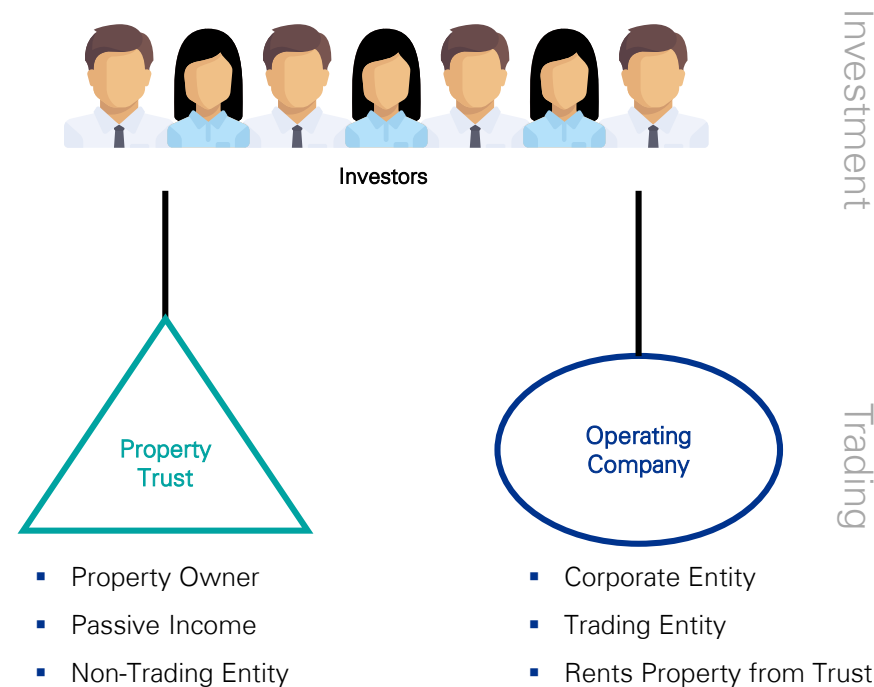 Investment
Investors
Property
Trust
Operating
Company
Trading
Property Owner
Passive Income
Non-Trading Entity
Corporate Entity
Trading Entity
Rents Property from Trust